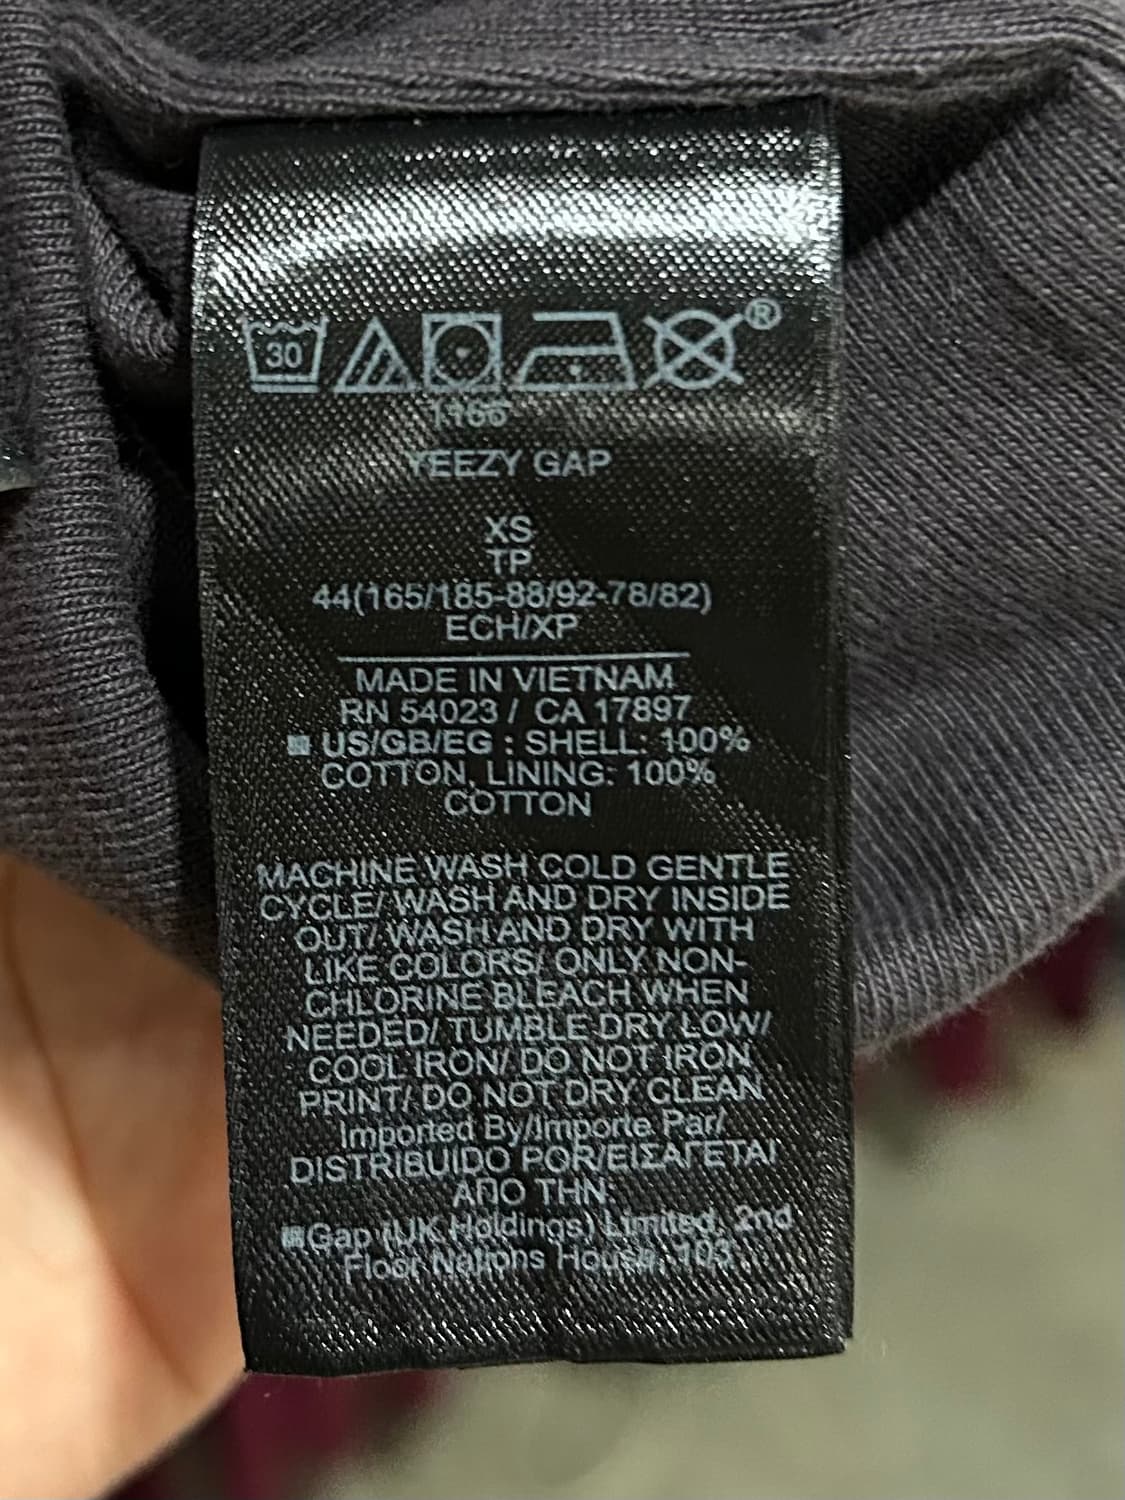 30
®
1166
YEEZY GAP
XS
TP
44(165/185-88/92-78/82)
ECH/XP
MADE IN VIETNAM
RN 54023 / CA 17897
US/GB/EG : SHELL: 100%
COTTON, LINING: 100%
COTTON
MACHINE WASH COLD GENTLE
CYCLE/ WASH AND DRY INSIDE
OUT/ WASH AND DRY WITH
LIKE COLORS/ ONLY NON-
CHLORINE BLEACH WHEN
NEEDED/ TUMBLE DRY LOW/
COOL IRON/ DO NOT IRON
PRINT/ DO NOT DRY CLEAN
Imported By/Importe Par/
DISTRIBUIDO POR/ΕΙΣΑΓΕΤΑΙ
ΑΠΟ ΤΗΝ:
Gap (UK Holdings) Limited, 2nd
Floor Nations House, 103